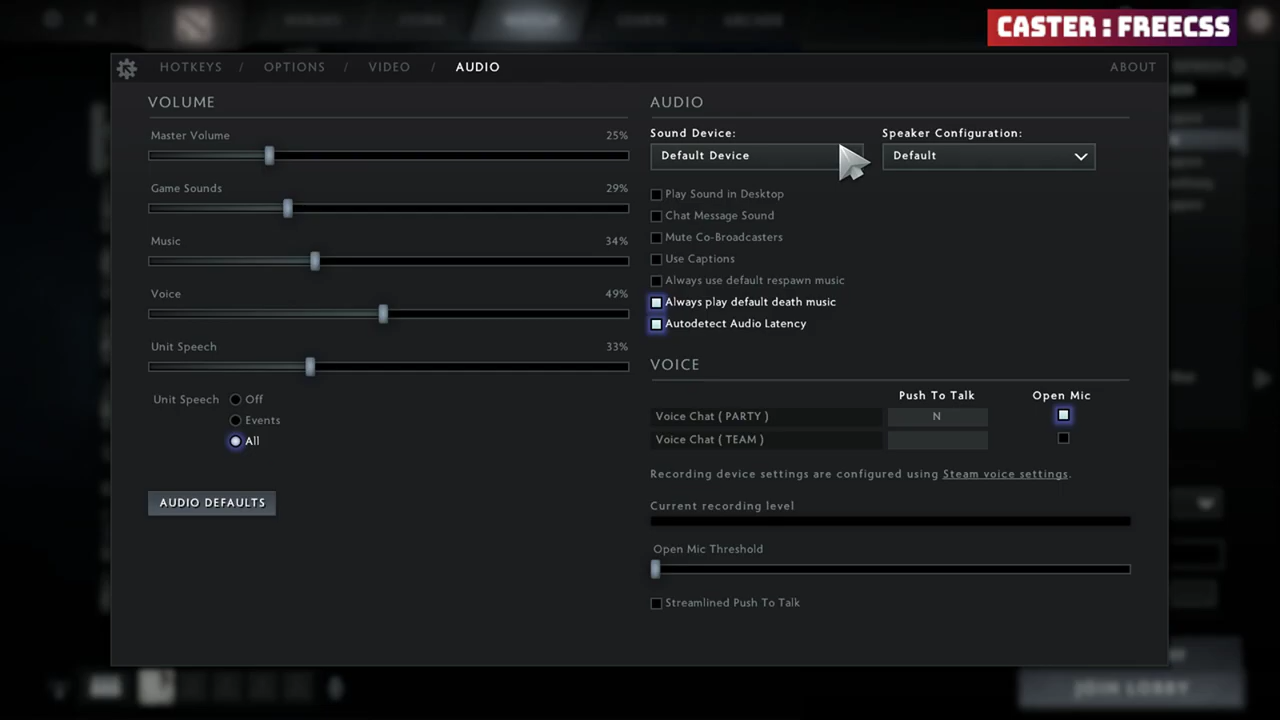 CASTER : FREECSS
HOTKEYS / OPTIONS / VIDEO / AUDIO
ABOUT
VOLUME
Master Volume 25%
Game Sounds 29%
Music 34%
Voice 49%
Unit Speech 33%
Unit Speech Off
Events
All
AUDIO DEFAULTS
AUDIO
Sound Device: Speaker Configuration:
Default Device Default
Play Sound in Desktop
Chat Message Sound
Mute Co-Broadcasters
Use Captions
Always use default respawn music
Always play default death music
Autodetect Audio Latency
VOICE
Push To Talk Open Mic
Voice Chat ( PARTY ) N
Voice Chat ( TEAM )
Recording device settings are configured using Steam voice settings.
Current recording level
Open Mic Threshold
Streamlined Push To Talk
JOIN LOBBY